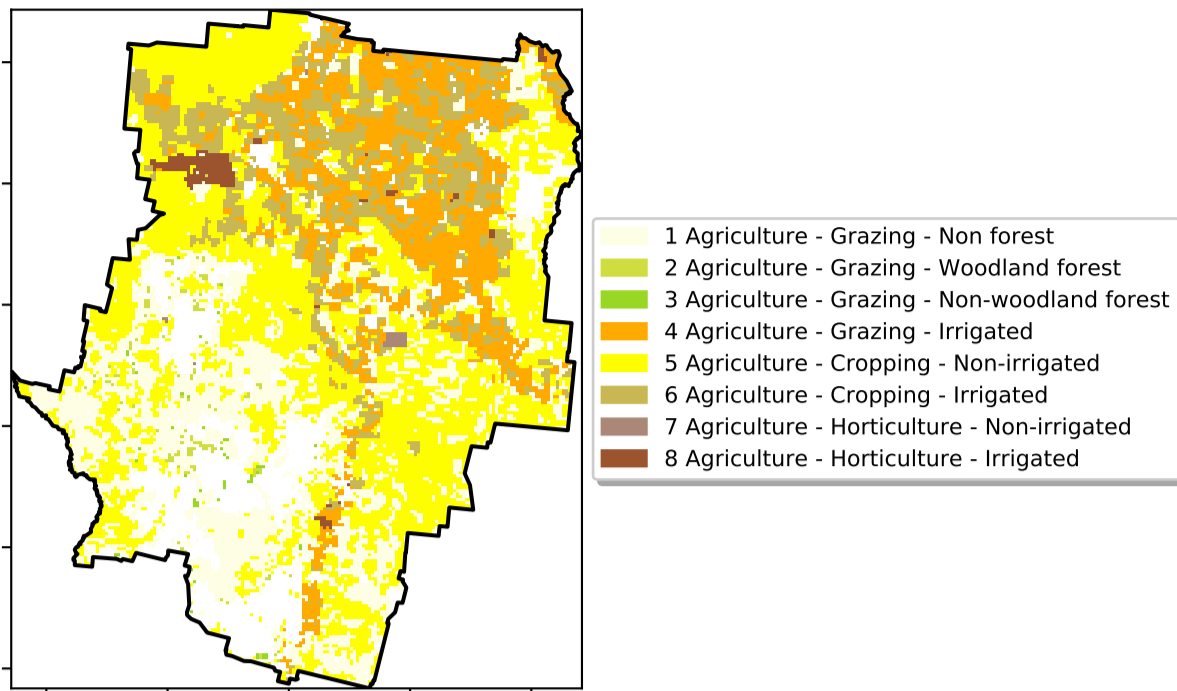 1 Agriculture - Grazing - Non forest
2 Agriculture - Grazing - Woodland forest
3 Agriculture - Grazing - Non-woodland forest
4 Agriculture - Grazing - Irrigated
5 Agriculture - Cropping - Non-irrigated
6 Agriculture - Cropping - Irrigated
7 Agriculture - Horticulture - Non-irrigated
8 Agriculture - Horticulture - Irrigated